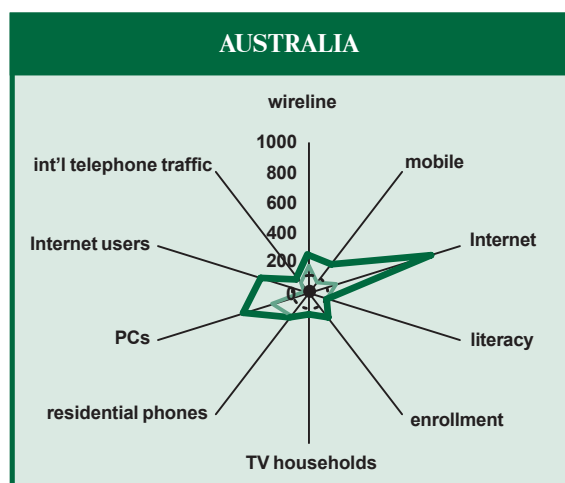 AUSTRALIA
wireline
1000
800
600
400
200
0
mobile
int'l telephone traffic
Internet users
Internet
PCs
literacy
residential phones
enrollment
TV households